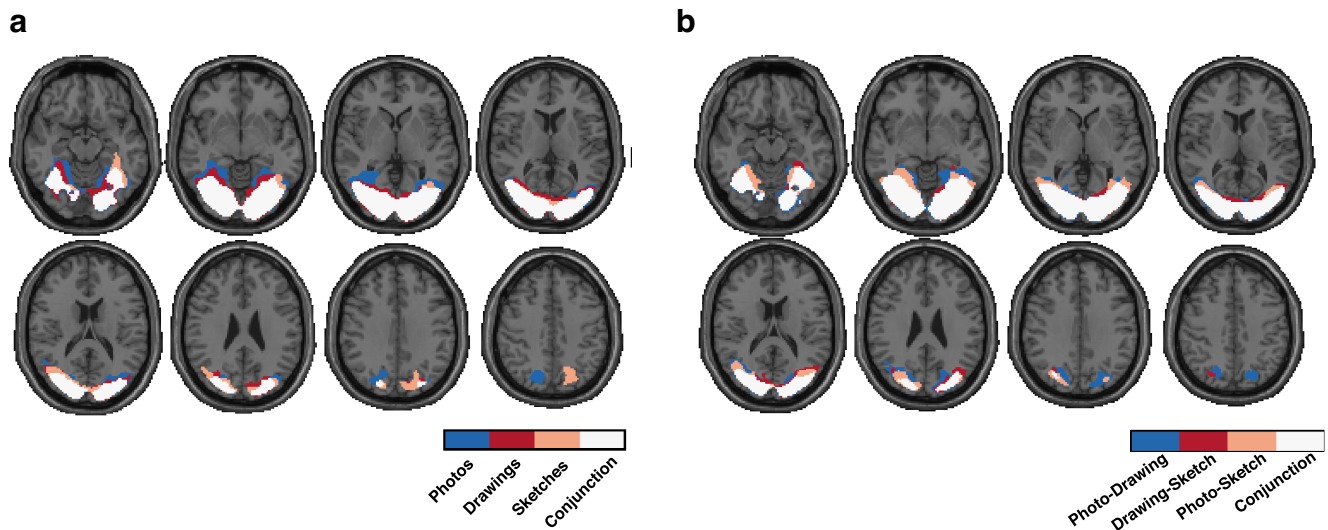 a
b
Photos
Drawings
Sketches
Conjunction
Photo-Drawing
Drawing-Sketch
Photo-Sketch
Conjunction